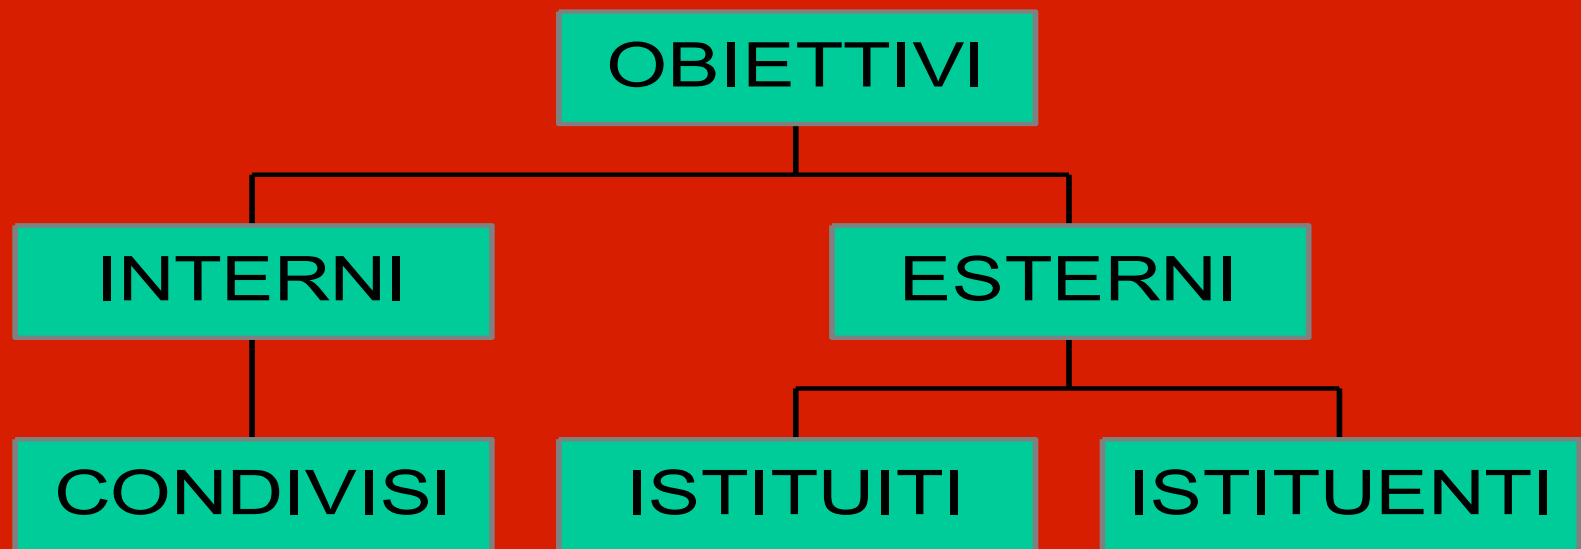 OBIETTIVI
INTERNI
ESTERNI
CONDIVISI
ISTITUITI
ISTITUENTI